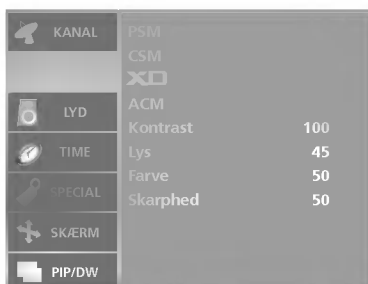 KANAL
LYD
TIME
SPECIAL
SKÆRM
PIP/DW
PSM
CSM
XD
ACM
Kontrast 100
Lys 45
Farve 50
Skarphed 50